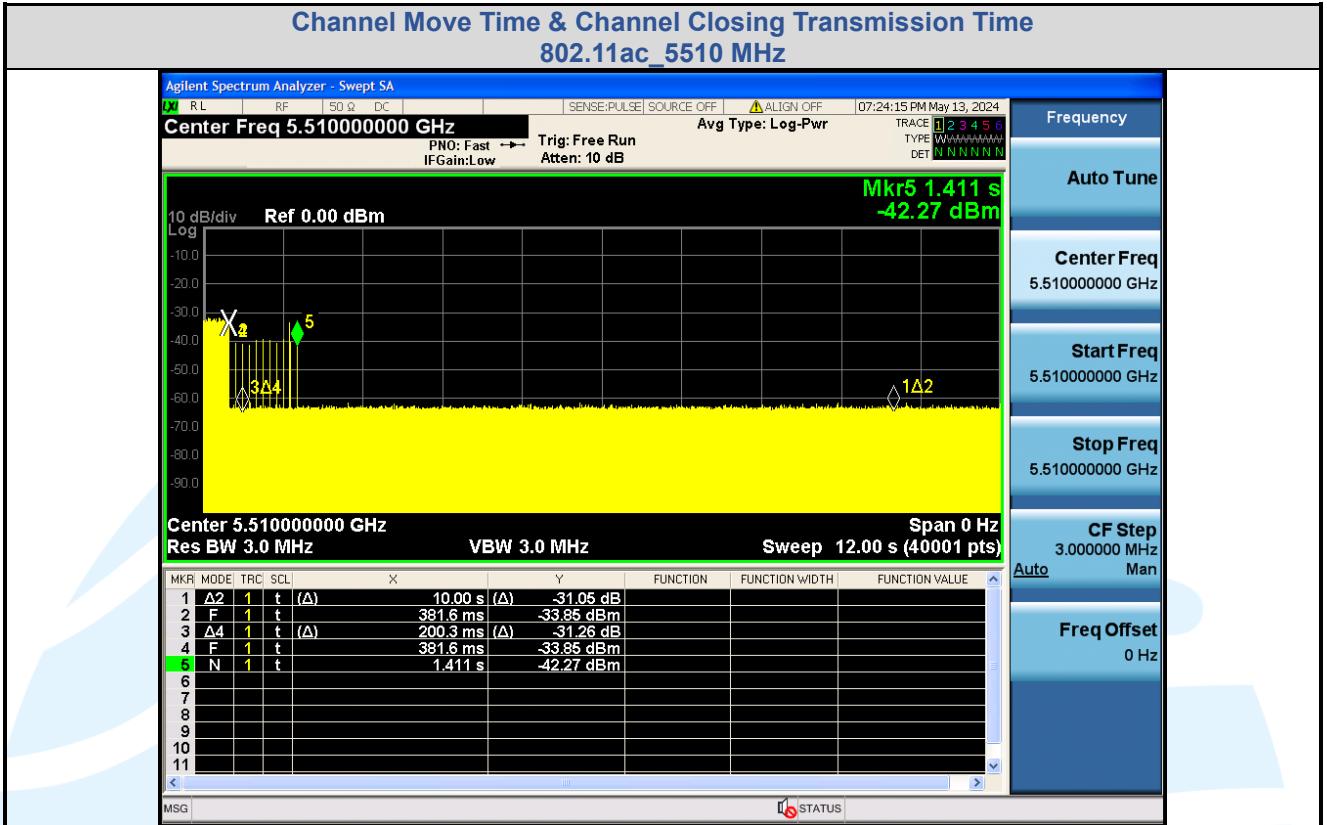 Channel Move Time & Channel Closing Transmission Time
802.11ac_5510 MHz
Agilent Spectrum Analyzer - Swept SA
LXI RL RF 50 Ω DC SENSE:PULSE SOURCE OFF ALIGN OFF 07:24:15 PM May 13, 2024
Center Freq 5.510000000 GHz
PNO: Fast
IFGain:Low
Trig: Free Run
Atten: 10 dB
Avg Type: Log-Pwr
TRACE 1 2 3 4 5 6
TYPE WWWWWW
DET N N N N N N
Mkr5 1.411 s
-42.27 dBm
10 dB/div Ref 0.00 dBm
Log
-10.0
-20.0
-30.0
-40.0
-50.0
-60.0
-70.0
-80.0
-90.0
5
3Δ4
1Δ2
Center 5.510000000 GHz Span 0 Hz
Res BW 3.0 MHz VBW 3.0 MHz Sweep 12.00 s (40001 pts)
MKR MODE TRC SCL X Y FUNCTION FUNCTION WIDTH FUNCTION VALUE
1 Δ2 1 t (Δ) 10.00 s (Δ) -31.05 dB
2 F 1 t 381.6 ms -33.85 dBm
3 Δ4 1 t (Δ) 200.3 ms (Δ) -31.26 dB
4 F 1 t 381.6 ms -33.85 dBm
5 N 1 t 1.411 s -42.27 dBm
6
7
8
9
10
11
MSG STATUS
Frequency
Auto Tune
Center Freq
5.510000000 GHz
Start Freq
5.510000000 GHz
Stop Freq
5.510000000 GHz
CF Step
3.000000 MHz
Auto Man
Freq Offset
0 Hz